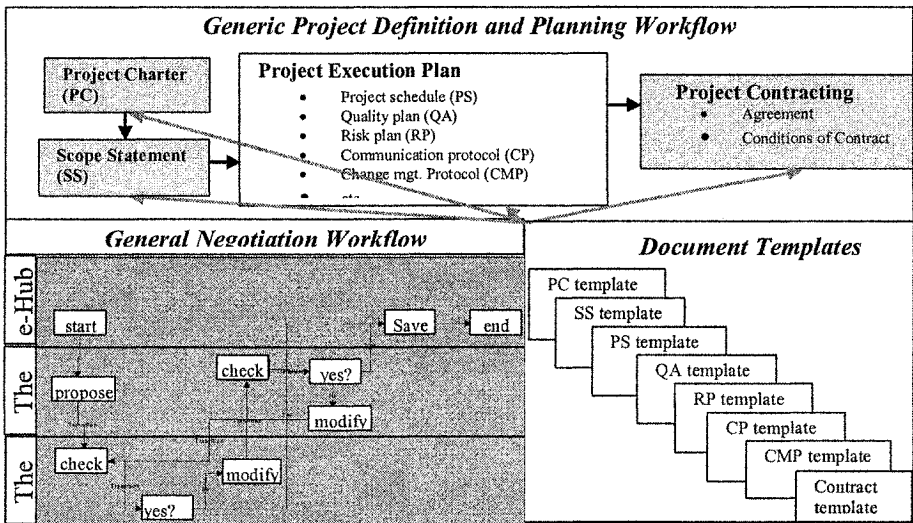 Generic Project Definition and Planning Workflow
Project Charter
(PC)
Scope Statement
(SS)
Project Execution Plan
• Project schedule (PS)
• Quality plan (QA)
• Risk plan (RP)
• Communication protocol (CP)
• Change mgt. Protocol (CMP)
• etc
Project Contracting
• Agreement
• Conditions of Contract
General Negotiation Workflow
e-Hub
start
Save
end
The
propose
check
yes?
modify
The
check
yes?
modify
Document Templates
PC template
SS template
PS template
QA template
RP template
CP template
CMP template
Contract
template